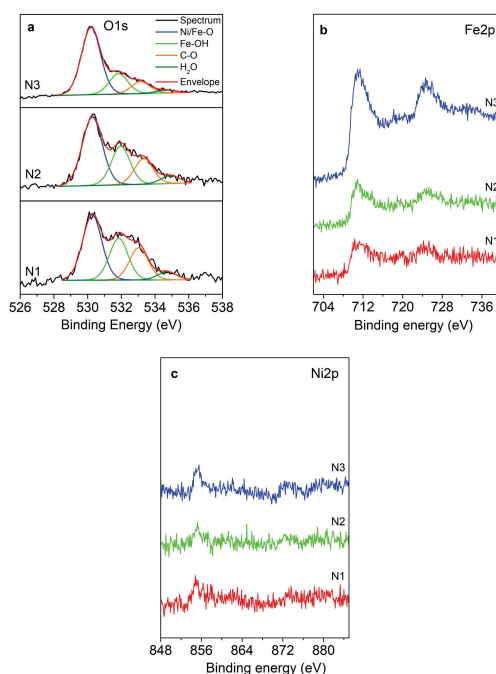 a
O1s
Spectrum
Ni/Fe-O
Fe-OH
C-O
H2O
Envelope
N3
N2
N1
526 528 530 532 534 536 538
Binding Energy (eV)
b
Fe2p
N3
N2
N1
704 712 720 728 736
Binding energy (eV)
c
Ni2p
N3
N2
N1
848 856 864 872 880
Binding energy (eV)